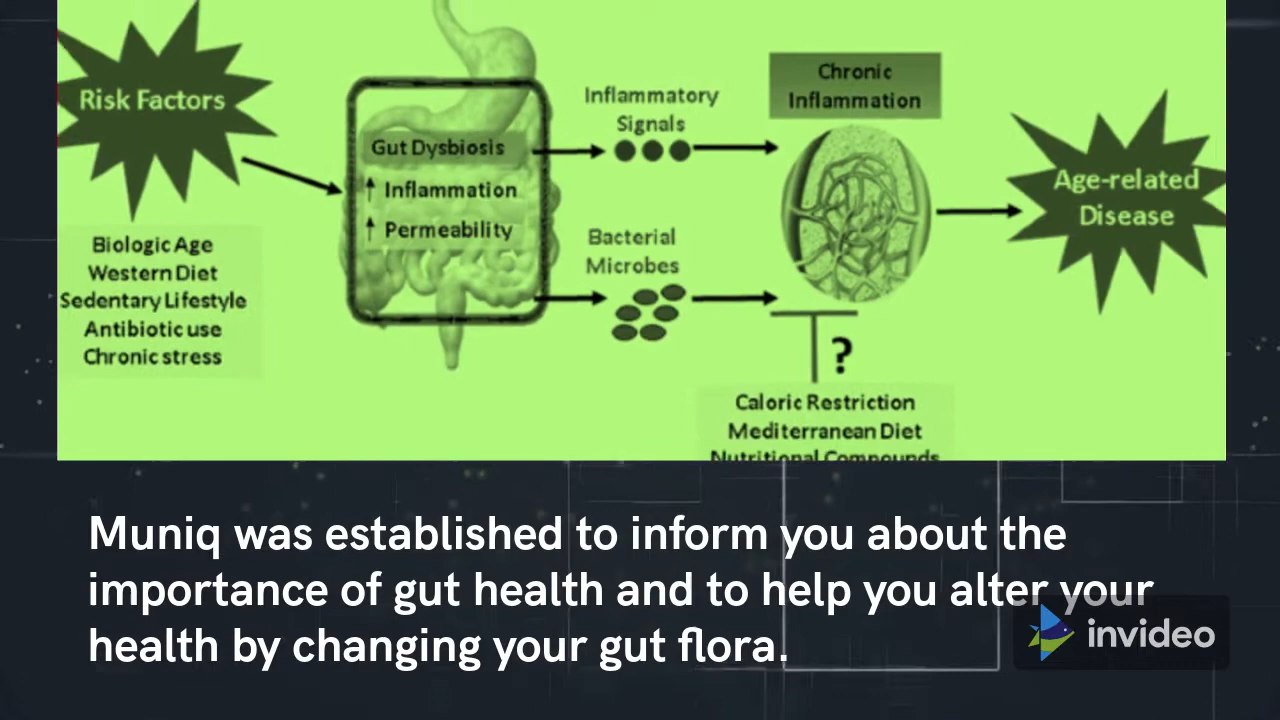 Risk Factors
Biologic Age
Western Diet
Sedentary Lifestyle
Antibiotic use
Chronic stress
Gut Dysbiosis
Inflammation
Permeability
Inflammatory
Signals
Bacterial
Microbes
Chronic
Inflammation
?
Caloric Restriction
Mediterranean Diet
Nutritional Compounds
Age-related
Disease
Muniq was established to inform you about the
importance of gut health and to help you alter your
health by changing your gut flora.
invideo